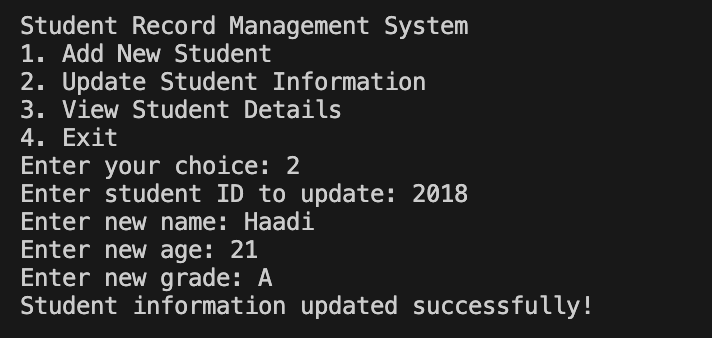 Student Record Management System
1. Add New Student
2. Update Student Information
3. View Student Details
4. Exit
Enter your choice: 2
Enter student ID to update: 2018
Enter new name: Haadi
Enter new age: 21
Enter new grade: A
Student information updated successfully!